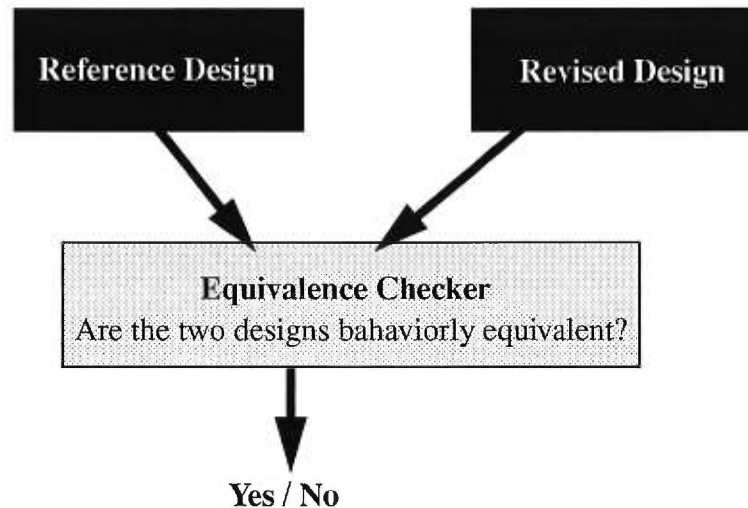 Reference Design
Revised Design
Equivalence Checker
Are the two designs bahaviorly equivalent?
Yes / No